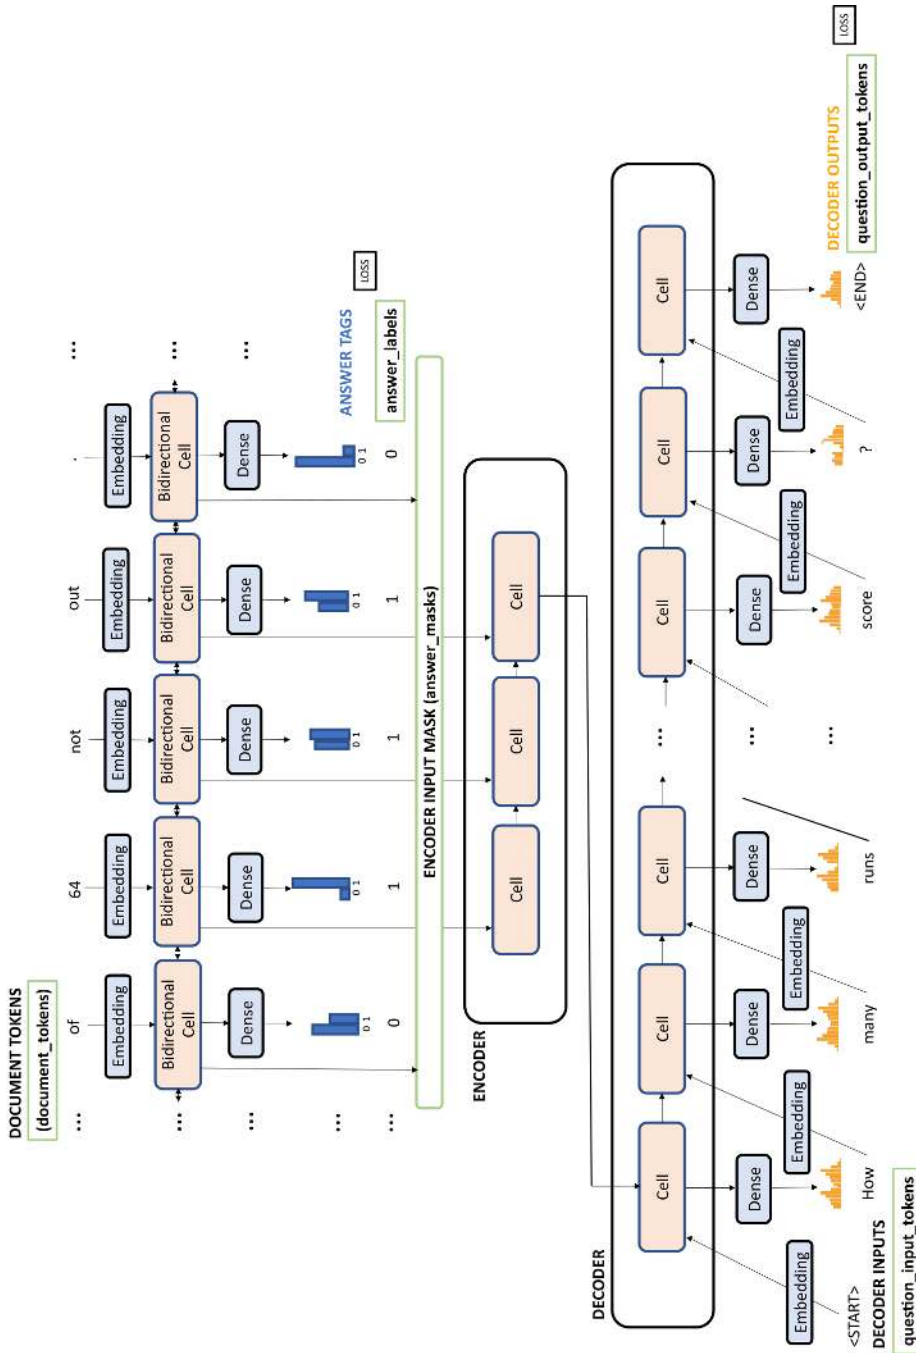 DOCUMENT TOKENS
(document_tokens)
... of 64 not out . ...
Embedding Embedding Embedding Embedding Embedding
... Bidirectional Cell Bidirectional Cell Bidirectional Cell Bidirectional Cell Bidirectional Cell ...
... Dense Dense Dense Dense Dense ...
ANSWER TAGS
LOSS
... 0 1 0 1 0 1 0 1 0 1
answer_labels
... 0 1 1 1 0
ENCODER INPUT MASK (answer_masks)
ENCODER
Cell Cell Cell
DECODER
Cell Cell Cell ... Cell Cell Cell
Dense Dense Dense ... Dense Dense Dense
Embedding Embedding Embedding Embedding Embedding
...
<START> How many runs score ? <END>
DECODER INPUTS
question_input_tokens
DECODER OUTPUTS
LOSS
question_output_tokens